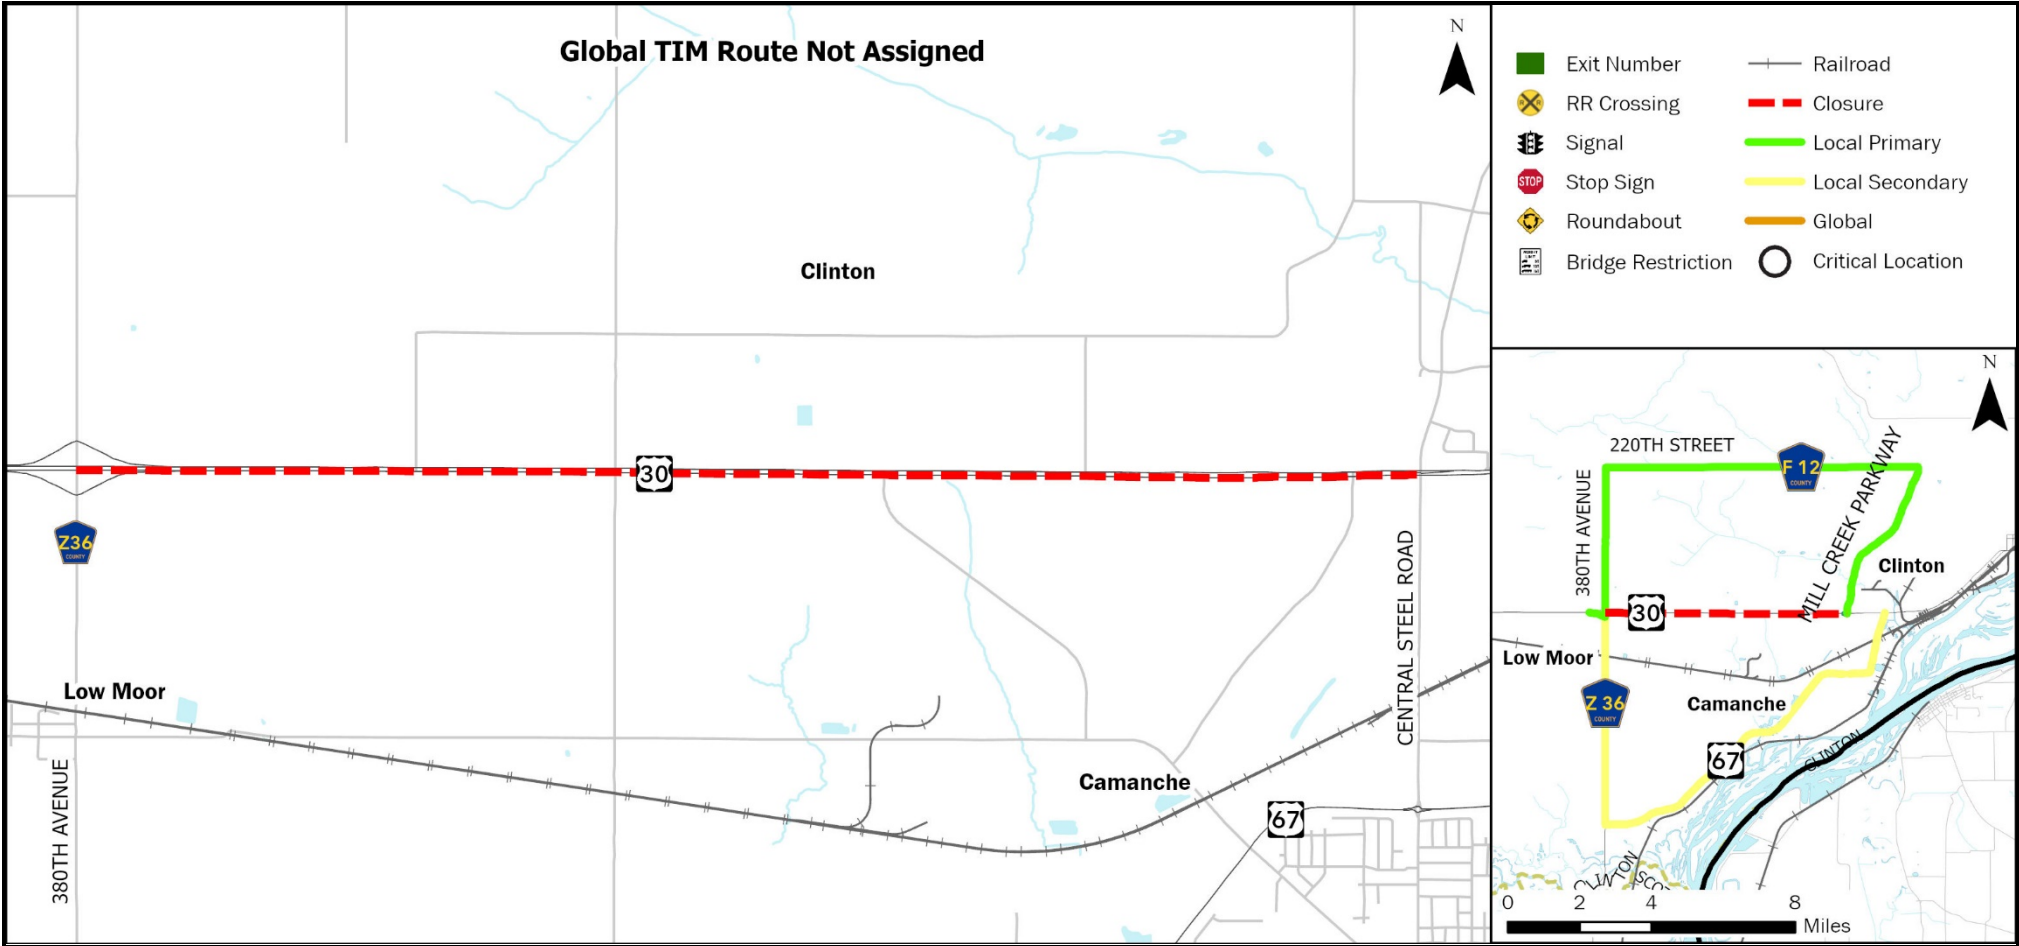 Global TIM Route Not Assigned
N
Clinton
30
Z36
COUNTY
Low Moor
380TH AVENUE
Camanche
67
CENTRAL STEEL ROAD
Exit Number
RR Crossing
Signal
STOP
Stop Sign
Roundabout
Bridge Restriction
Railroad
Closure
Local Primary
Local Secondary
Global
Critical Location
N
220TH STREET
F 12
COUNTY
380TH AVENUE
MILL CREEK PARKWAY
Clinton
30
Low Moor
Z 36
COUNTY
Camanche
67
CLINTON
CLINTON
0 2 4 8
Miles